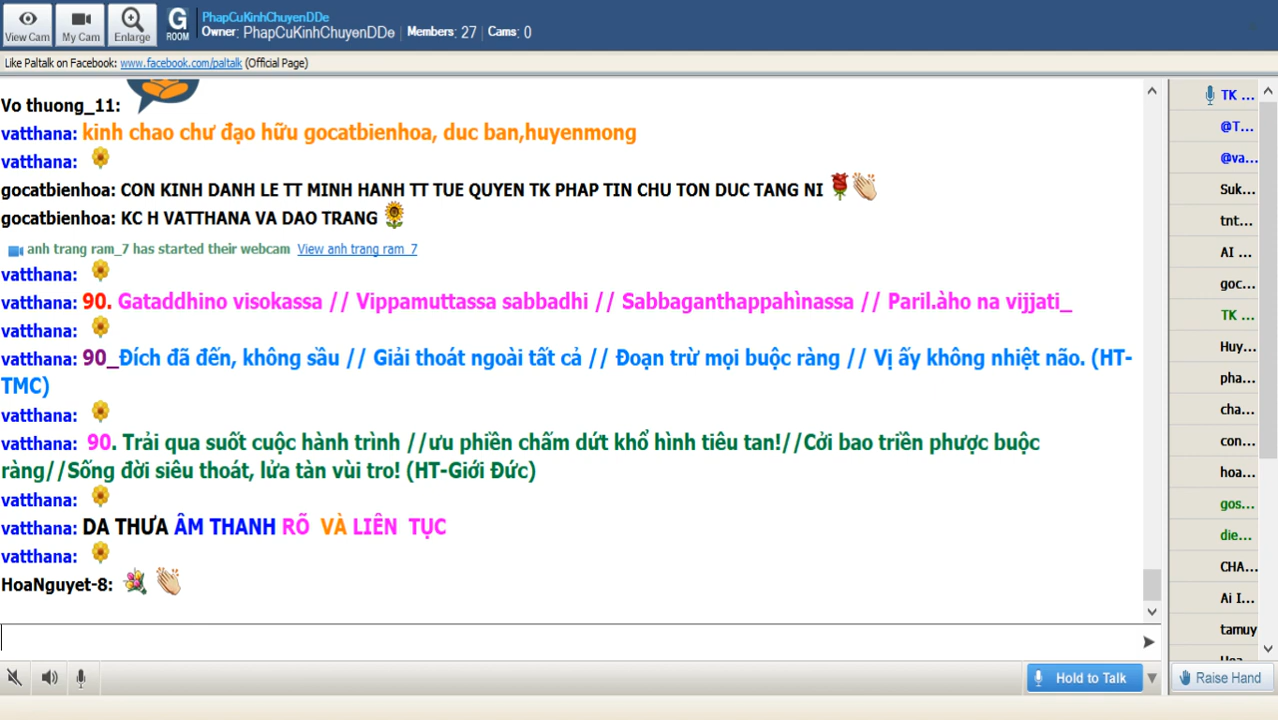 View Cam
My Cam
Enlarge
G
ROOM
PhapCuKinhChuyenDDe
Owner: PhapCuKinhChuyenDDe Members: 27 Cams: 0
Like Paltalk on Facebook: www.facebook.com/paltalk (Official Page)
Vo thuong_11:
vatthana: kinh chao chư đạo hữu gocatbienhoa, duc ban,huyenmong
vatthana:
gocatbienhoa: CON KINH DANH LE TT MINH HANH TT TUE QUYEN TK PHAP TIN CHU TON DUC TANG NI
gocatbienhoa: KC H VATTHANA VA DAO TRANG
anh trang ram_7 has started their webcam View anh trang ram_7
vatthana:
vatthana: 90. Gataddhino visokassa // Vippamuttassa sabbadhi // Sabbaganthappahìnassa // Paril.àho na vijjati_
vatthana:
vatthana: 90_Đích đã đến, không sầu // Giải thoát ngoài tất cả // Đoạn trừ mọi buộc ràng // Vị ấy không nhiệt não. (HT-
TMC)
vatthana:
vatthana: 90. Trải qua suốt cuộc hành trình //ưu phiền chấm dứt khổ hình tiêu tan!//Cởi bao triền phược buộc
ràng//Sống đời siêu thoát, lửa tàn vùi tro! (HT-Giới Đức)
vatthana:
vatthana: DA THƯA ÂM THANH RÕ VÀ LIÊN TỤC
vatthana:
HoaNguyet-8:
TK ...
@T...
@va...
Suk...
tnt...
AI ...
goc...
TK ...
Huy...
pha...
cha...
con...
hoa...
gos...
die...
CHA...
Ai I...
tamuy
Hold to Talk
Raise Hand